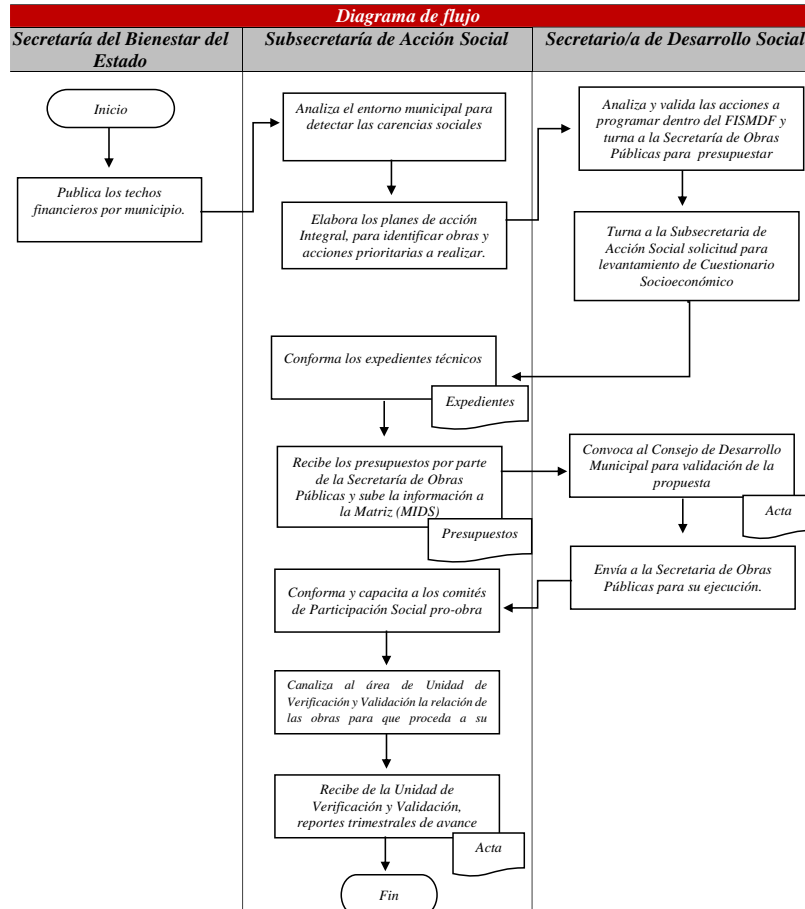 Diagrama de flujo
Secretaría del Bienestar del
Estado
Subsecretaría de Acción Social
Secretario/a de Desarrollo Social
Inicio
Publica los techos
financieros por municipio.
Analiza el entorno municipal para
detectar las carencias sociales
Elabora los planes de acción
Integral, para identificar obras y
acciones prioritarias a realizar.
Analiza y valida las acciones a
programar dentro del FISMDF y
turna a la Secretaría de Obras
Públicas para presupuestar
Turna a la Subsecretaria de
Acción Social solicitud para
levantamiento de Cuestionario
Socioeconómico
Conforma los expedientes técnicos
Expedientes
Recibe los presupuestos por parte
de la Secretaría de Obras
Públicas y sube la información a
la Matriz (MIDS)
Presupuestos
Convoca al Consejo de Desarrollo
Municipal para validación de la
propuesta
Acta
Envía a la Secretaria de Obras
Públicas para su ejecución.
Conforma y capacita a los comités
de Participación Social pro-obra
Canaliza al área de Unidad de
Verificación y Validación la relación de
las obras para que proceda a su
Recibe de la Unidad de
Verificación y Validación,
reportes trimestrales de avance
Acta
Fin